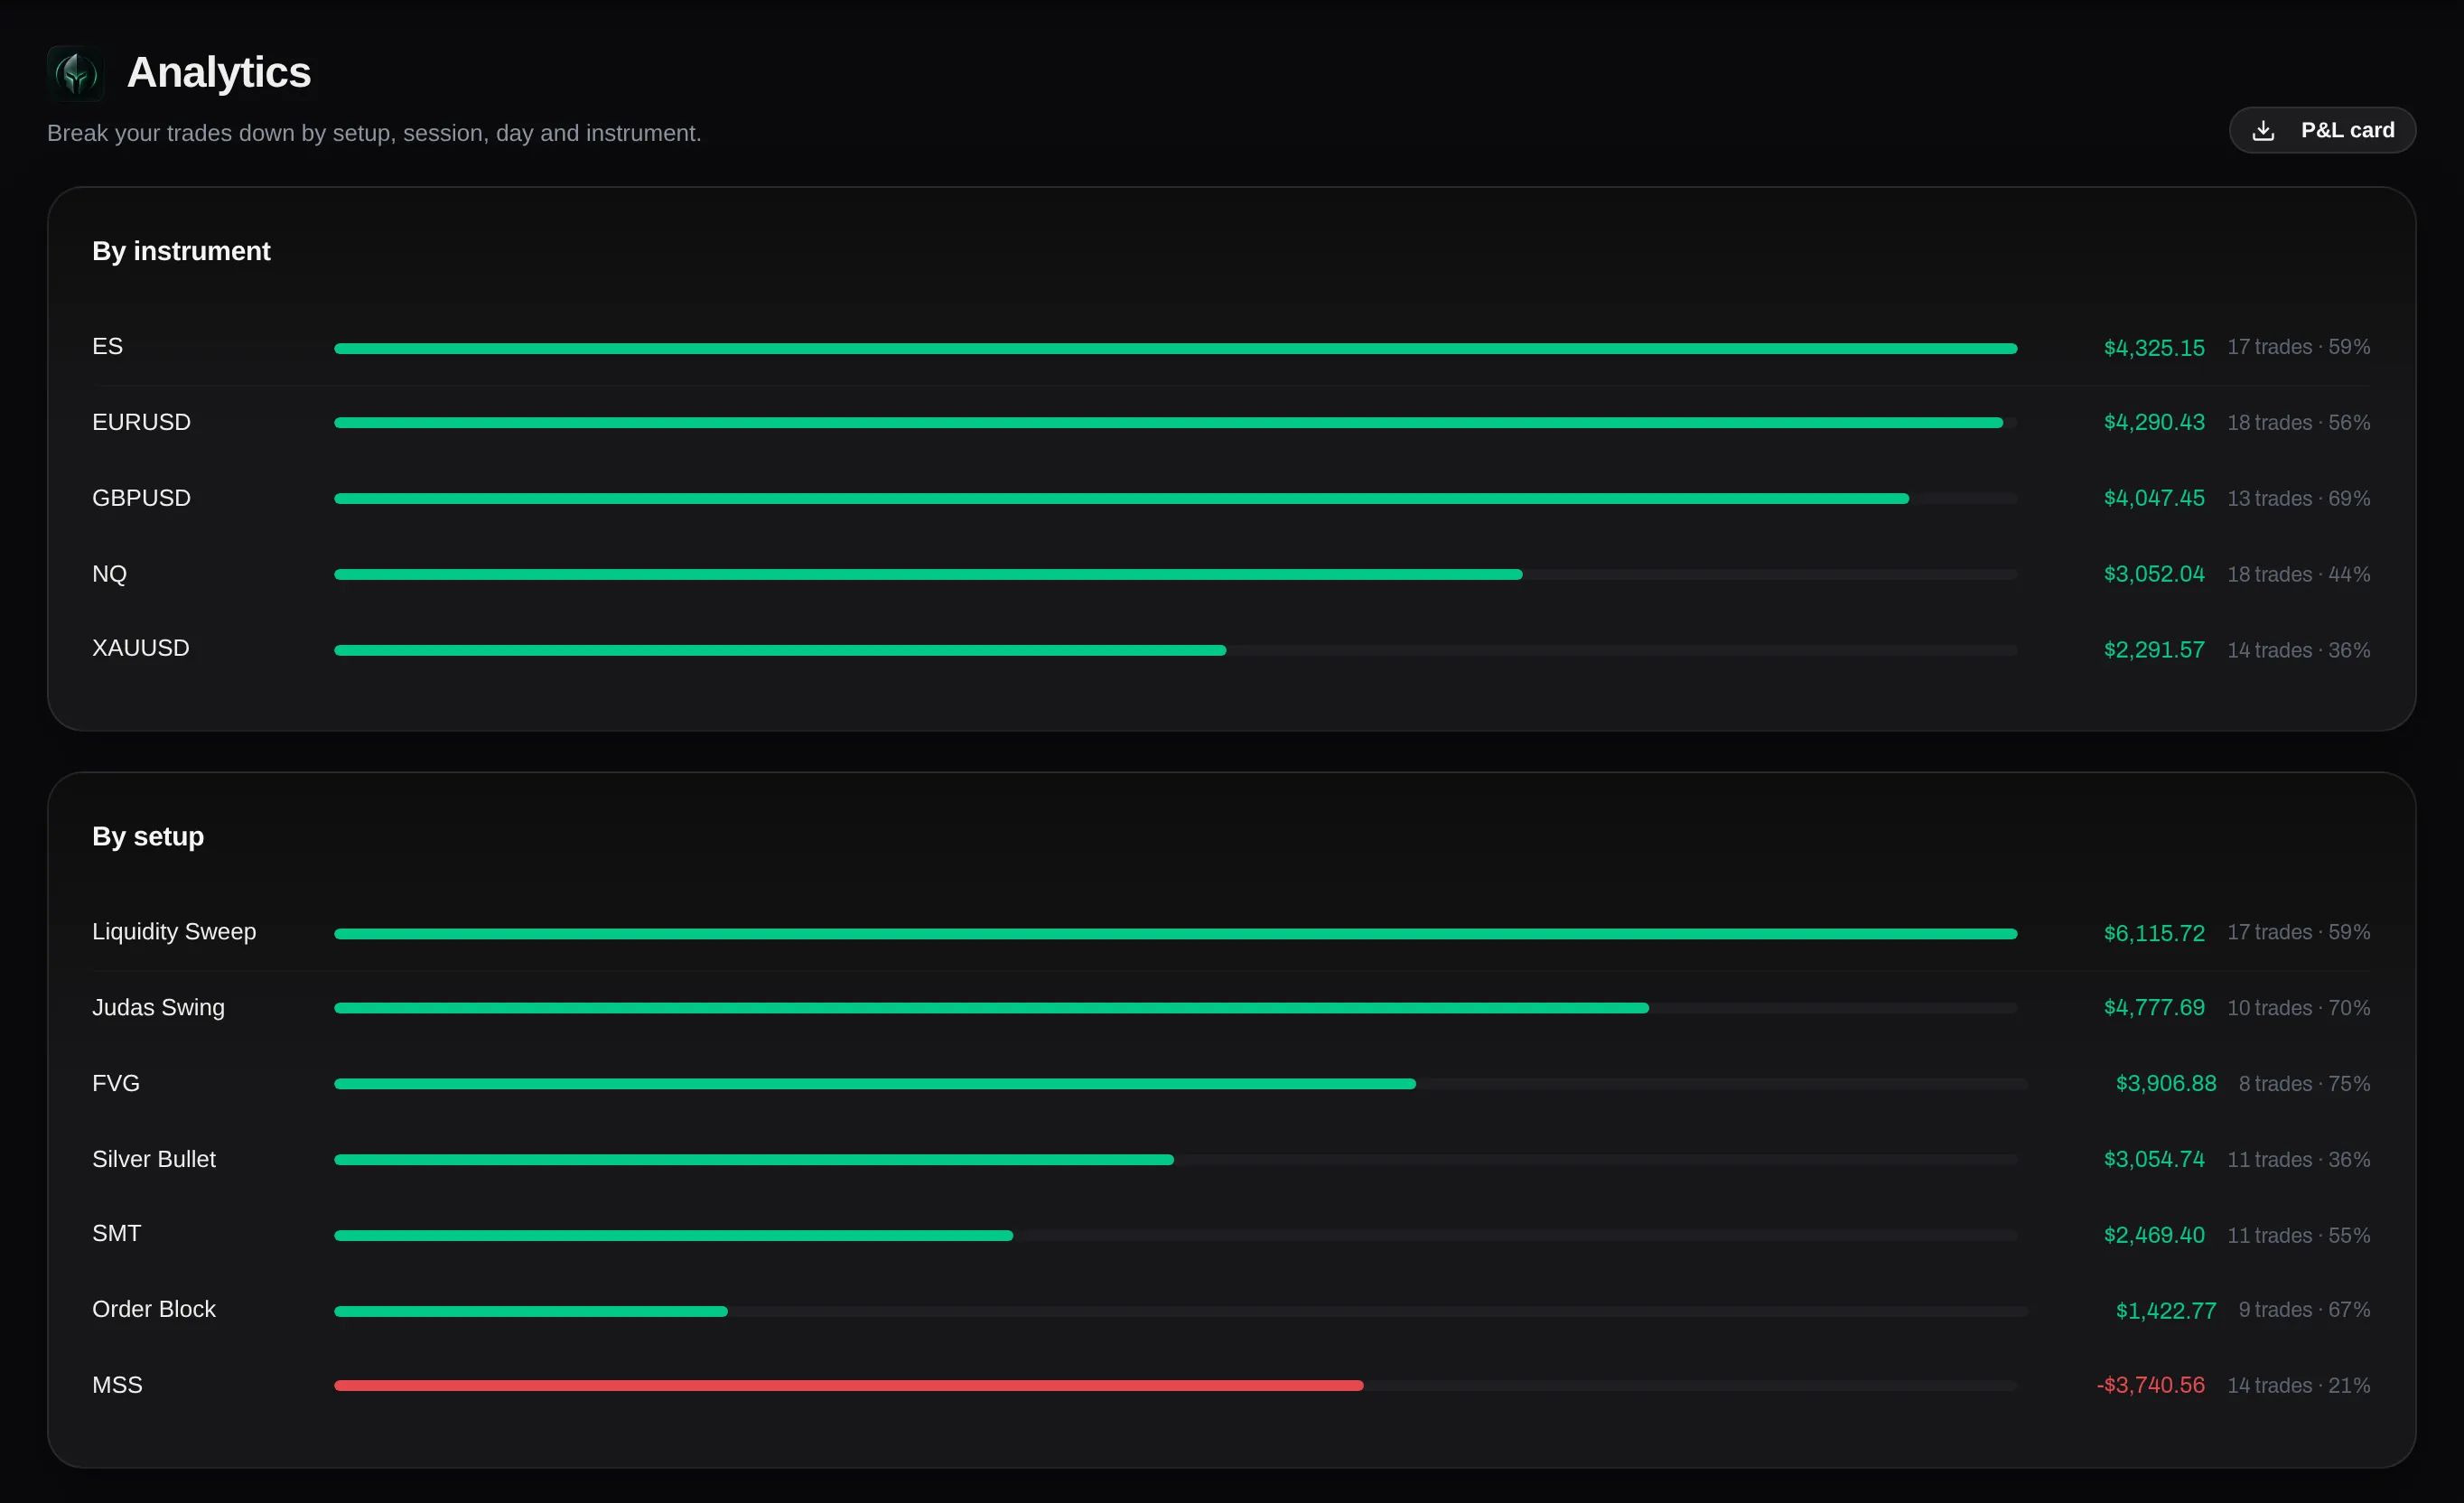 Analytics
Break your trades down by setup, session, day and instrument.
P&L card
By instrument
ES $4,325.15 17 trades · 59%
EURUSD $4,290.43 18 trades · 56%
GBPUSD $4,047.45 13 trades · 69%
NQ $3,052.04 18 trades · 44%
XAUUSD $2,291.57 14 trades · 36%
By setup
Liquidity Sweep $6,115.72 17 trades · 59%
Judas Swing $4,777.69 10 trades · 70%
FVG $3,906.88 8 trades · 75%
Silver Bullet $3,054.74 11 trades · 36%
SMT $2,469.40 11 trades · 55%
Order Block $1,422.77 9 trades · 67%
MSS -$3,740.56 14 trades · 21%